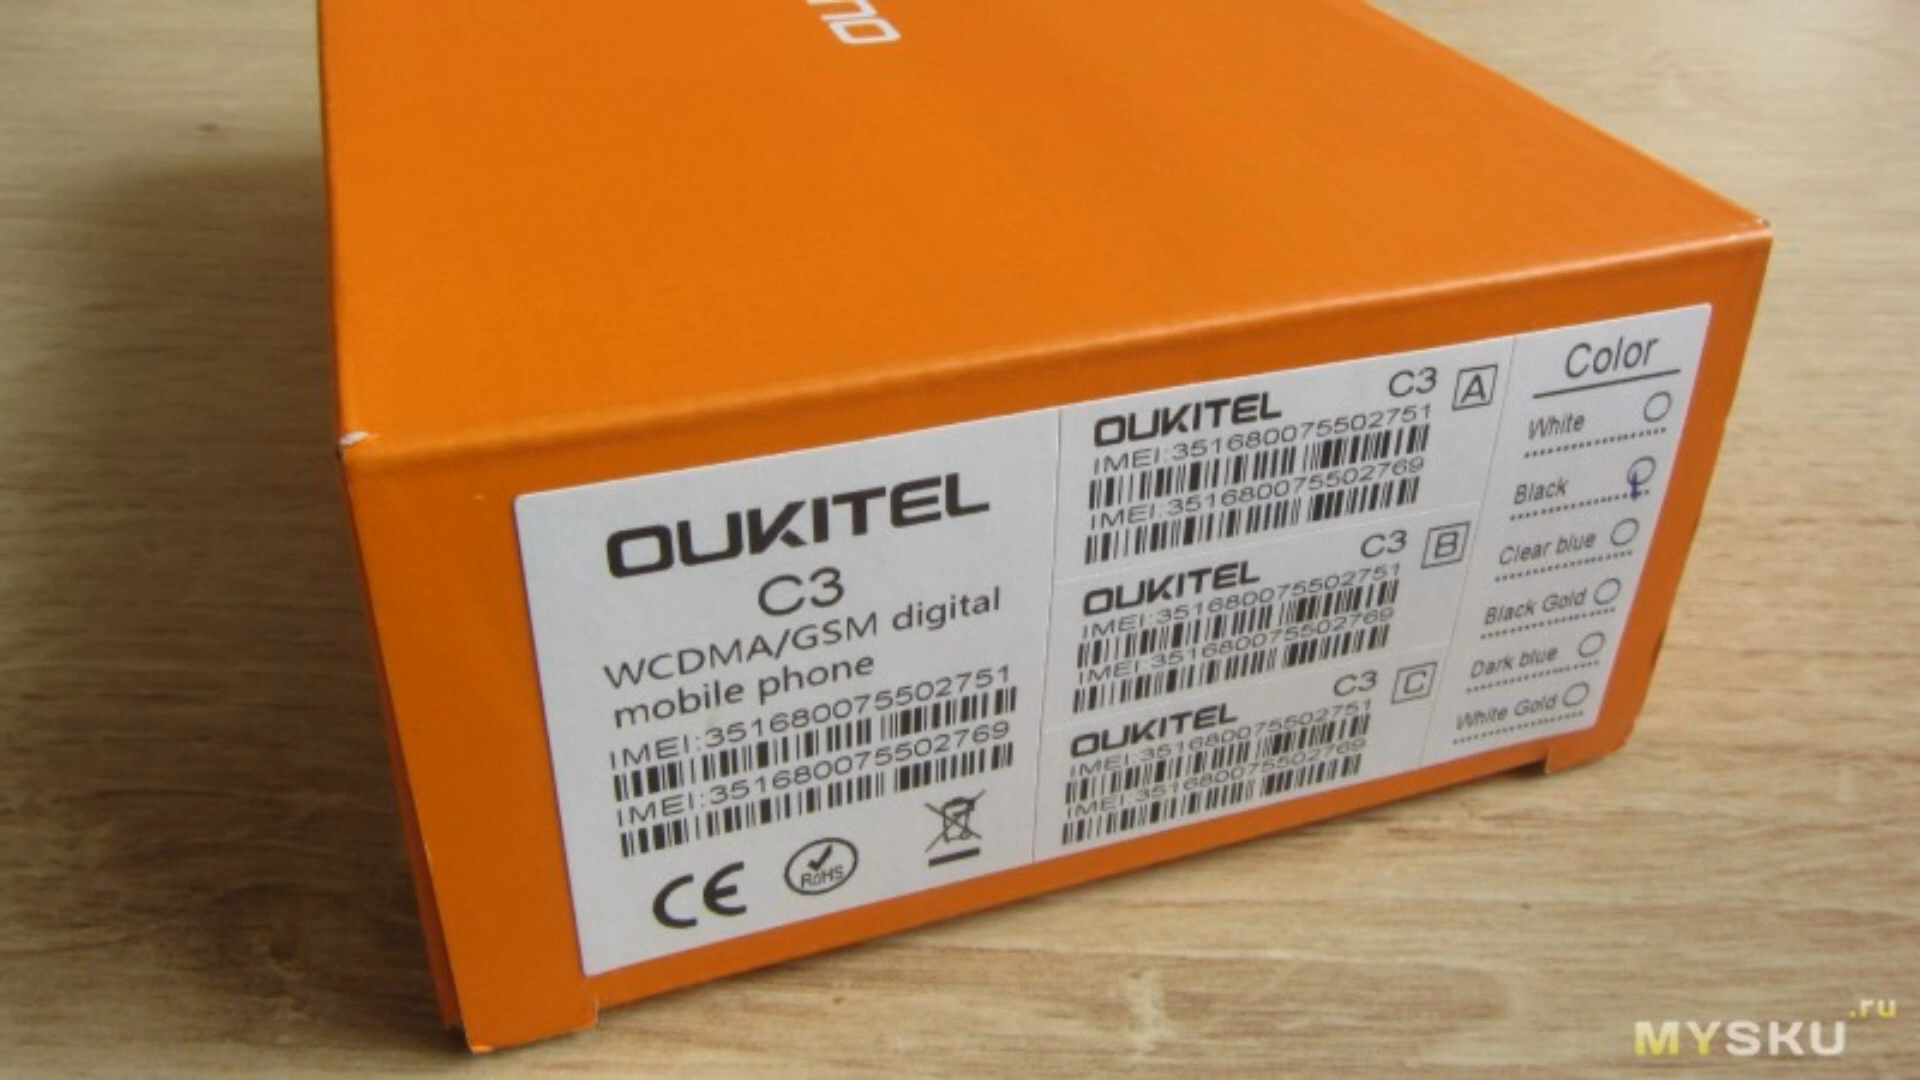 OUKITEL
C3
WCDMA/GSM digital
mobile phone
IMEI:351680075502751
IMEI:351680075502769
CE
RoHS
C3 A
OUKITEL
IMEI:351680075502751
IMEI:351680075502769
C3 B
OUKITEL
IMEI:351680075502751
IMEI:351680075502769
C3 C
OUKITEL
IMEI:351680075502751
IMEI:351680075502769
Color
White
Black
Clear blue
Black Gold
Dark blue
White Gold
MYSKU.ru